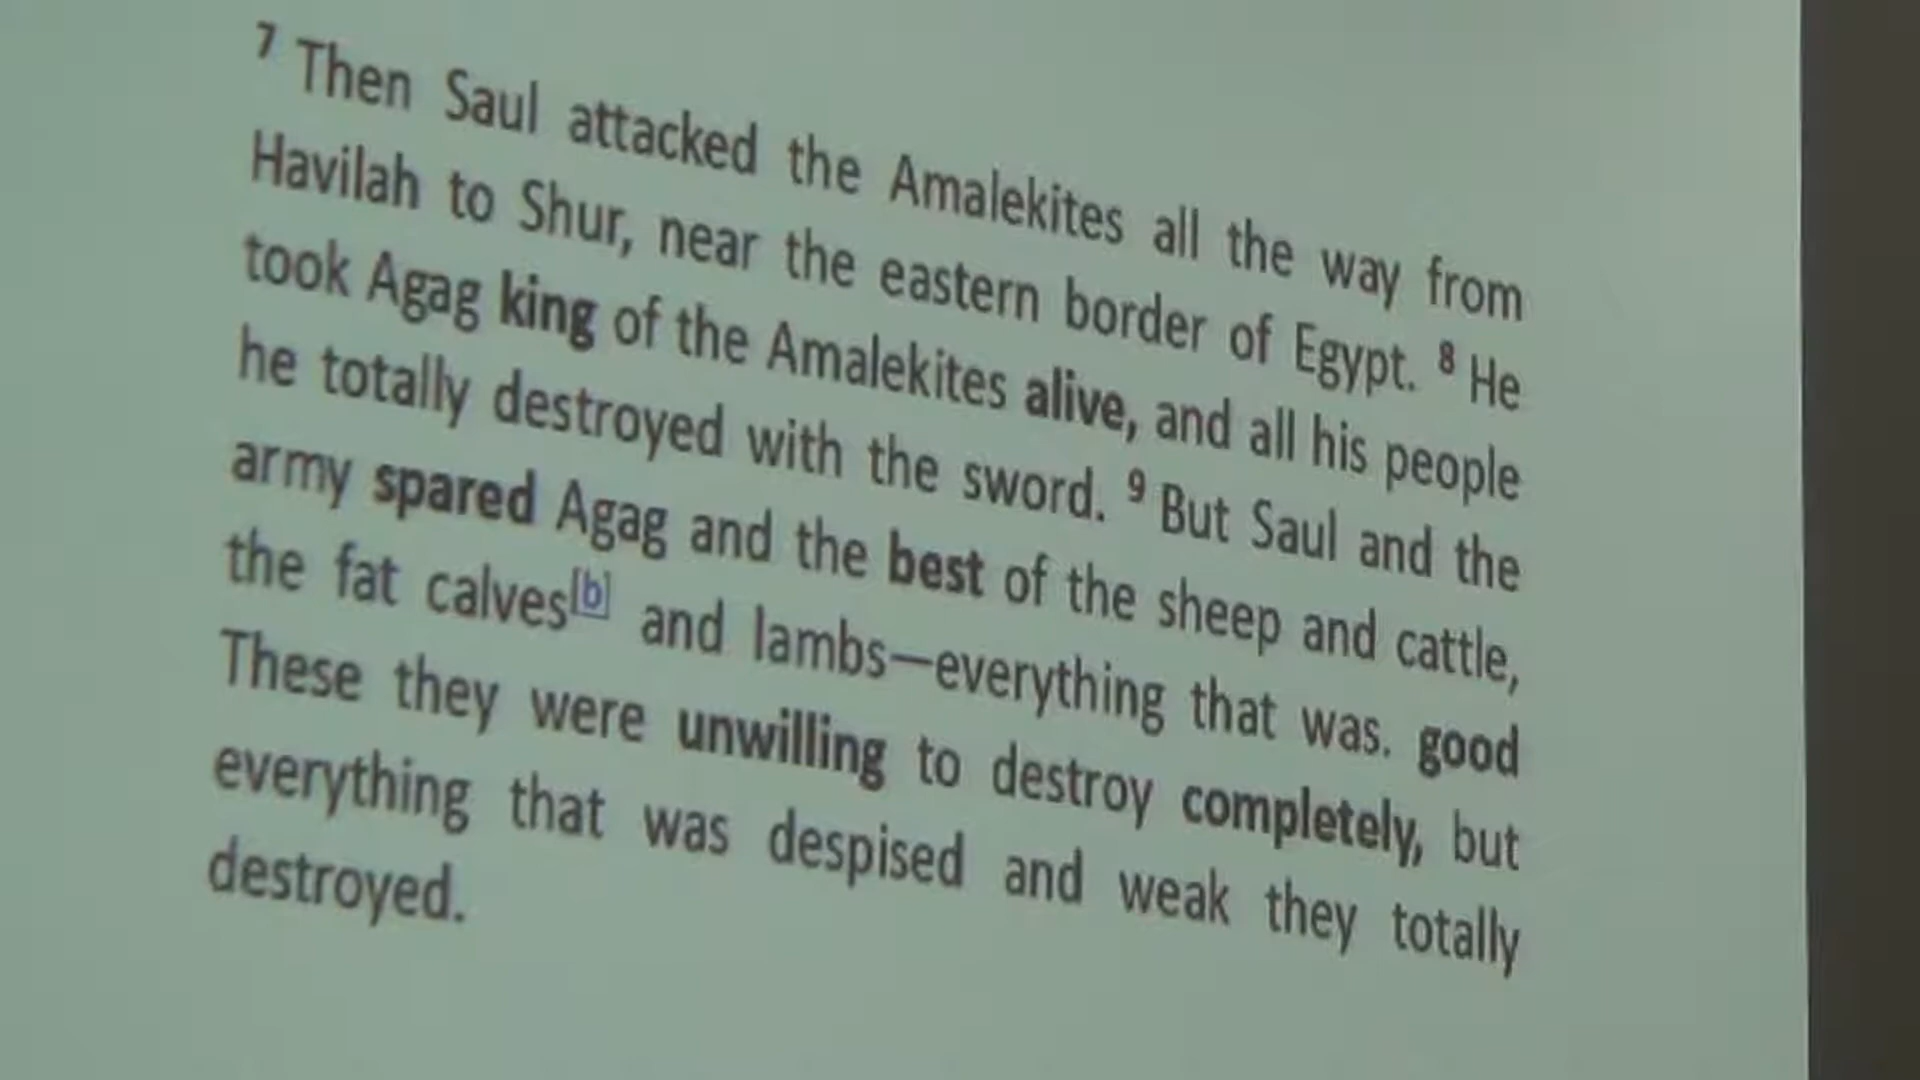 7 Then Saul attacked the Amalekites all the way from
Havilah to Shur, near the eastern border of Egypt. 8 He
took Agag king of the Amalekites alive, and all his people
he totally destroyed with the sword. 9 But Saul and the
army spared Agag and the best of the sheep and cattle,
the fat calves[b] and lambs—everything that was. good
These they were unwilling to destroy completely, but
everything that was despised and weak they totally
destroyed.